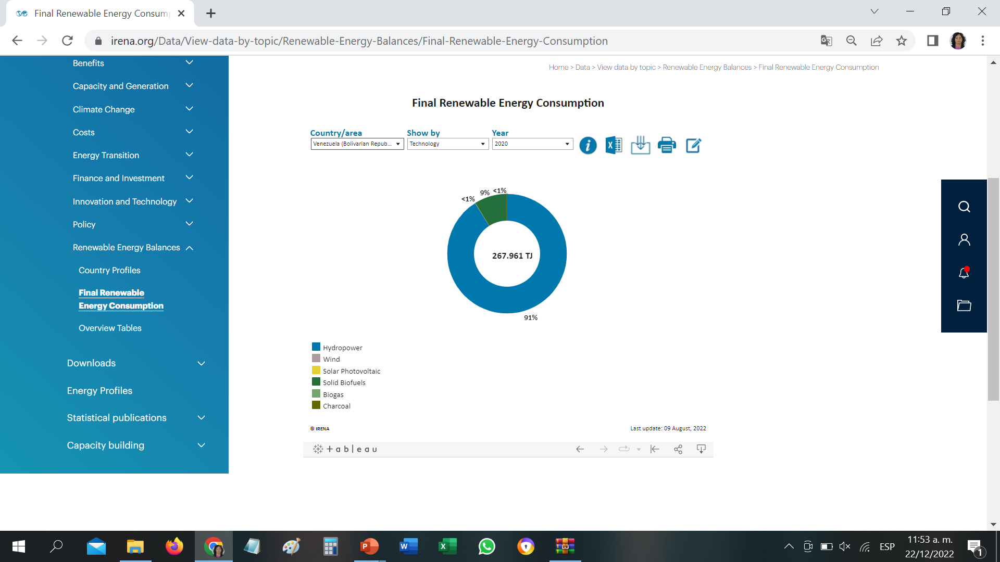 Final Renewable Energy Consum
irena.org/Data/View-data-by-topic/Renewable-Energy-Balances/Final-Renewable-Energy-Consumption
Benefits
Capacity and Generation
Climate Change
Costs
Energy Transition
Finance and Investment
Innovation and Technology
Policy
Renewable Energy Balances
Country Profiles
Final Renewable
Energy Consumption
Overview Tables
Downloads
Energy Profiles
Statistical publications
Capacity building
Home > Data > View data by topic > Renewable Energy Balances > Final Renewable Energy Consumption
Final Renewable Energy Consumption
Country/area Show by Year
Venezuela (Bolivarian Repub... Technology 2020
<1% 9% <1%
267.961 TJ
91%
Hydropower
Wind
Solar Photovoltaic
Solid Biofuels
Biogas
Charcoal
© IRENA Last update: 09 August, 2022
+ableau
ESP
11:53 a. m.
22/12/2022
1